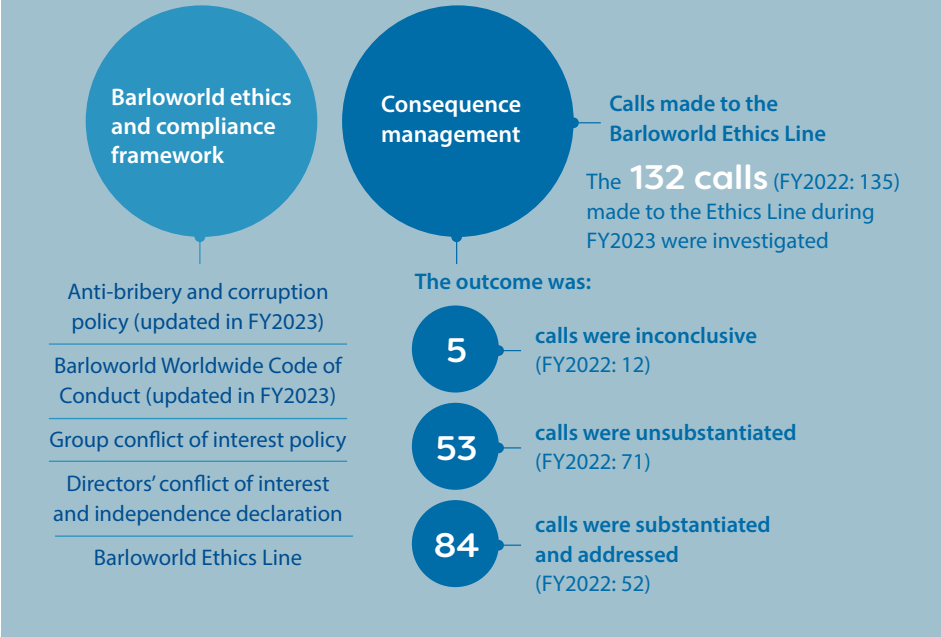 Barloworld ethics
and compliance
framework
Anti-bribery and corruption
policy (updated in FY2023)
Barloworld Worldwide Code of
Conduct (updated in FY2023)
Group conflict of interest policy
Directors’ conflict of interest
and independence declaration
Barloworld Ethics Line
Consequence
management
Calls made to the
Barloworld Ethics Line
The 132 calls (FY2022: 135)
made to the Ethics Line during
FY2023 were investigated
The outcome was:
5
calls were inconclusive
(FY2022: 12)
53
calls were unsubstantiated
(FY2022: 71)
84
calls were substantiated
and addressed
(FY2022: 52)